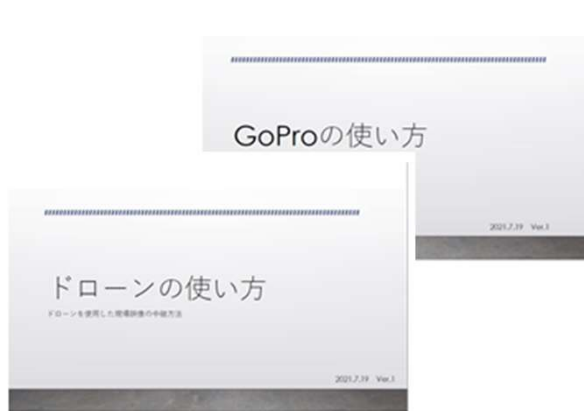 GoProの使い方
2021.7.19 Ver.1
ドローンの使い方
ドローンを使用した現場映像の中継方法
2021.7.19 Ver.1